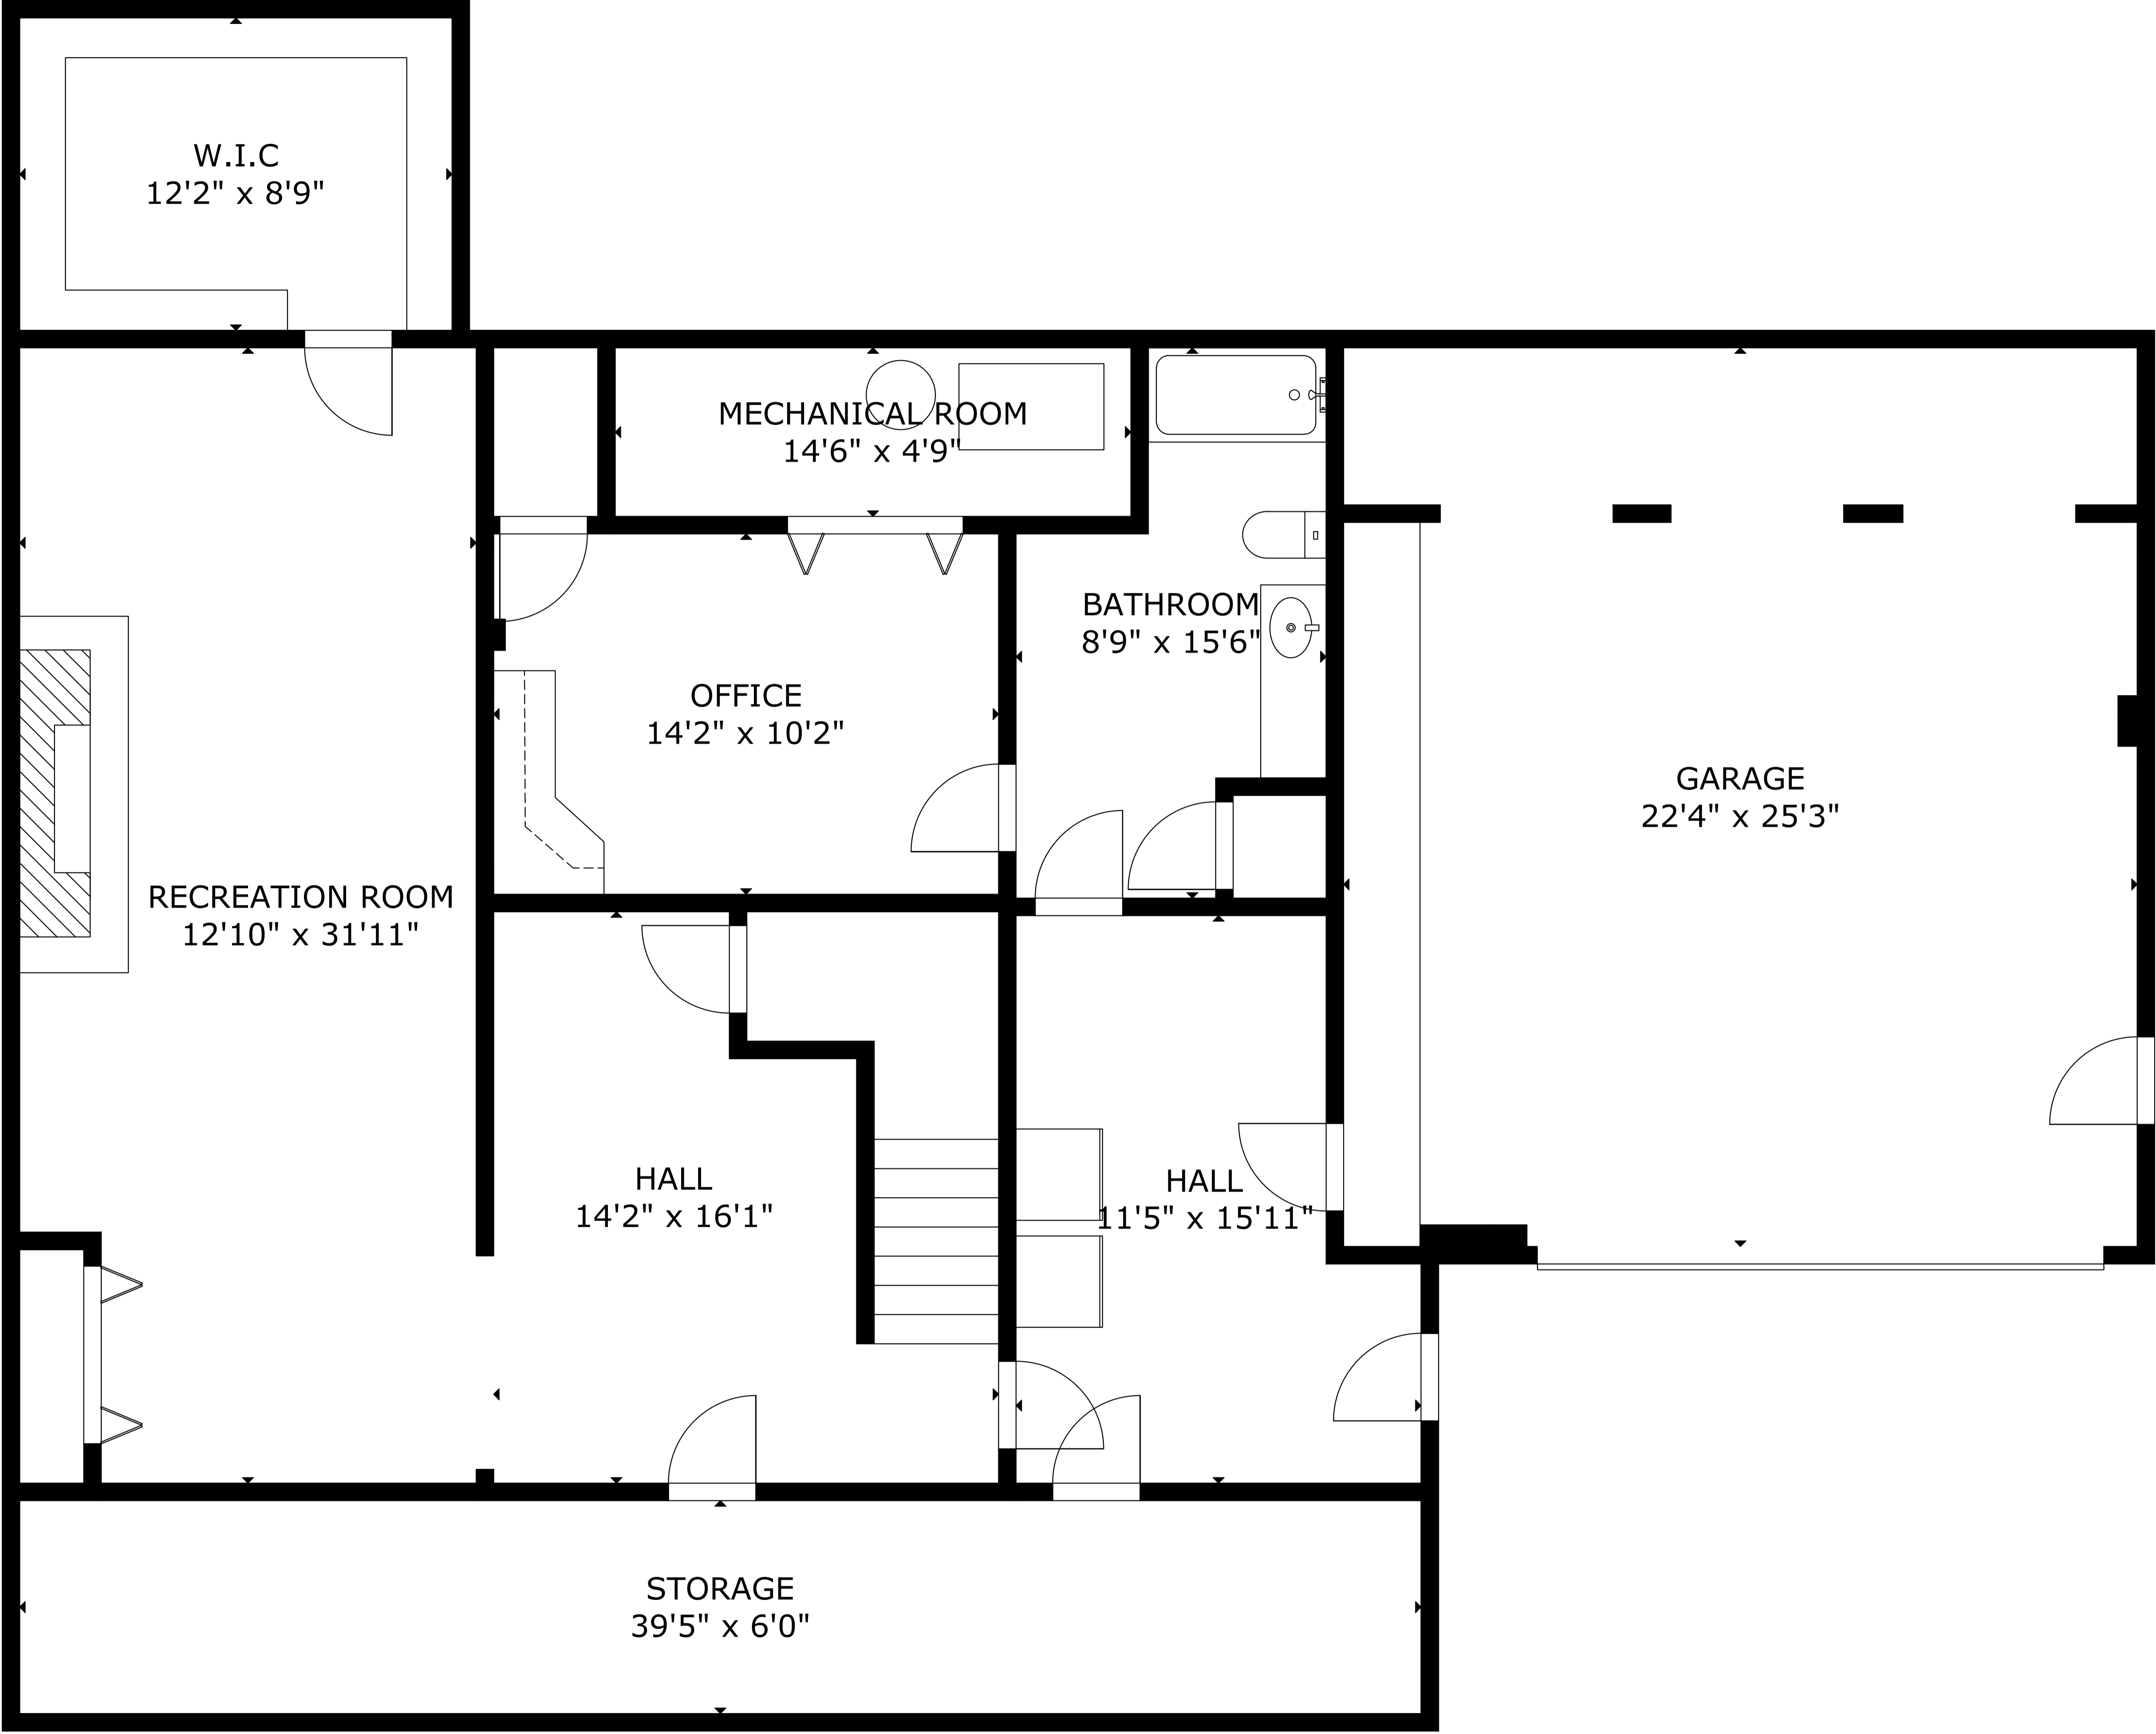 W.I.C
12'2" x 8'9"
MECHANICAL ROOM
14'6" x 4'9"
BATHROOM
8'9" x 15'6"
OFFICE
14'2" x 10'2"
GARAGE
22'4" x 25'3"
RECREATION ROOM
12'10" x 31'11"
HALL
14'2" x 16'1"
HALL
11'5" x 15'11"
STORAGE
39'5" x 6'0"